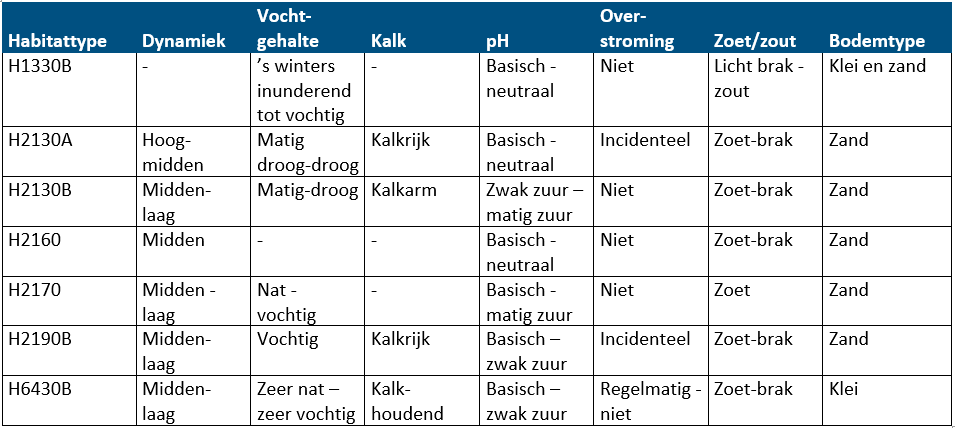 Habitattype Dynamiek Vocht- gehalte Kalk pH Over- stroming Zoet/zout Bodemtype
H1330B - ’s winters inunderend tot vochtig - Basisch - neutraal Niet Licht brak - zout Klei en zand
H2130A Hoog- midden Matig droog-droog Kalkrijk Basisch - neutraal Incidenteel Zoet-brak Zand
H2130B Midden- laag Matig-droog Kalkarm Zwak zuur – matig zuur Niet Zoet-brak Zand
H2160 Midden - - Basisch - neutraal Niet Zoet-brak Zand
H2170 Midden - laag Nat - vochtig - Basisch - matig zuur Niet Zoet Zand
H2190B Midden- laag Vochtig Kalkrijk Basisch – zwak zuur Incidenteel Zoet-brak Zand
H6430B Midden- laag Zeer nat – zeer vochtig Kalk- houdend Basisch – zwak zuur Regelmatig - niet Zoet-brak Klei